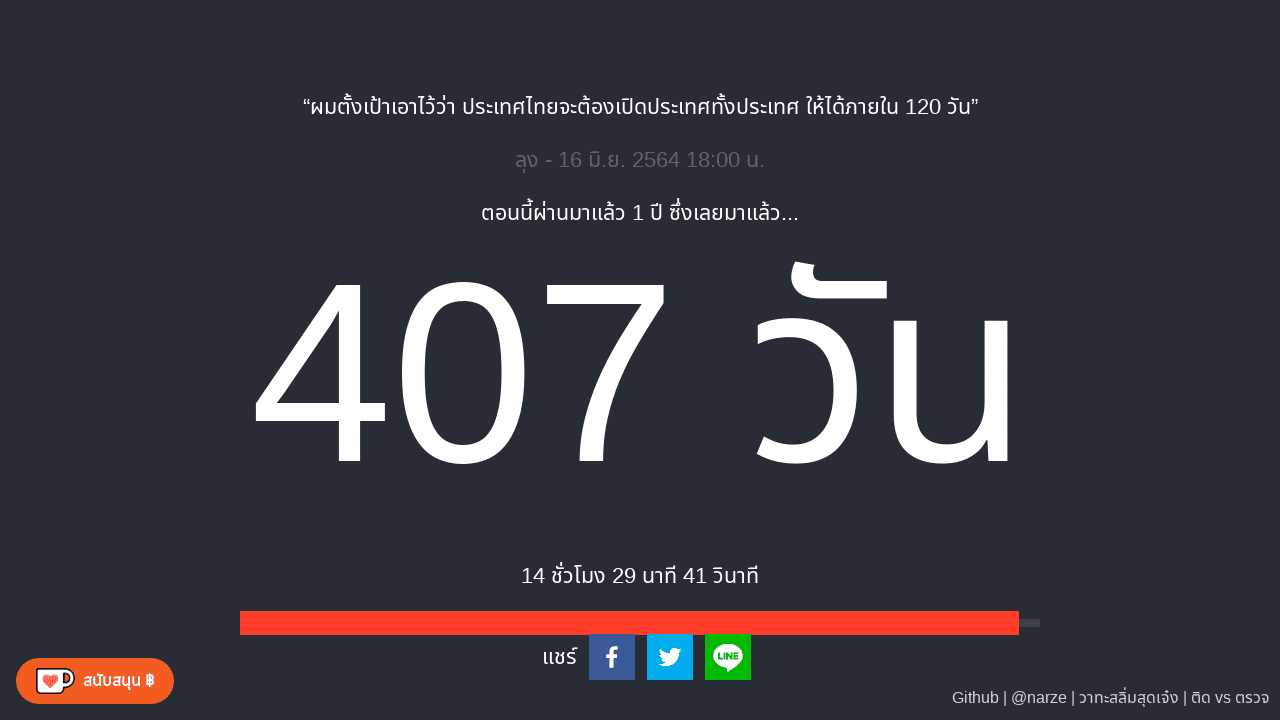 “ผมตั้งเป้าเอาไว้ว่า ประเทศไทยจะต้องเปิดประเทศทั้งประเทศ ให้ได้ภายใน 120 วัน”
ลุง - 16 มิ.ย. 2564 18:00 น.
ตอนนี้ผ่านมาแล้ว 1 ปี ซึ่งเลยมาแล้ว...
407 วัน
14 ชั่วโมง 29 นาที 41 วินาที
แชร์
LINE
สนับสนุน ฿
Github | @narze | วาทะสลิ่มสุดเจ๋ง | ติด vs ตรวจ